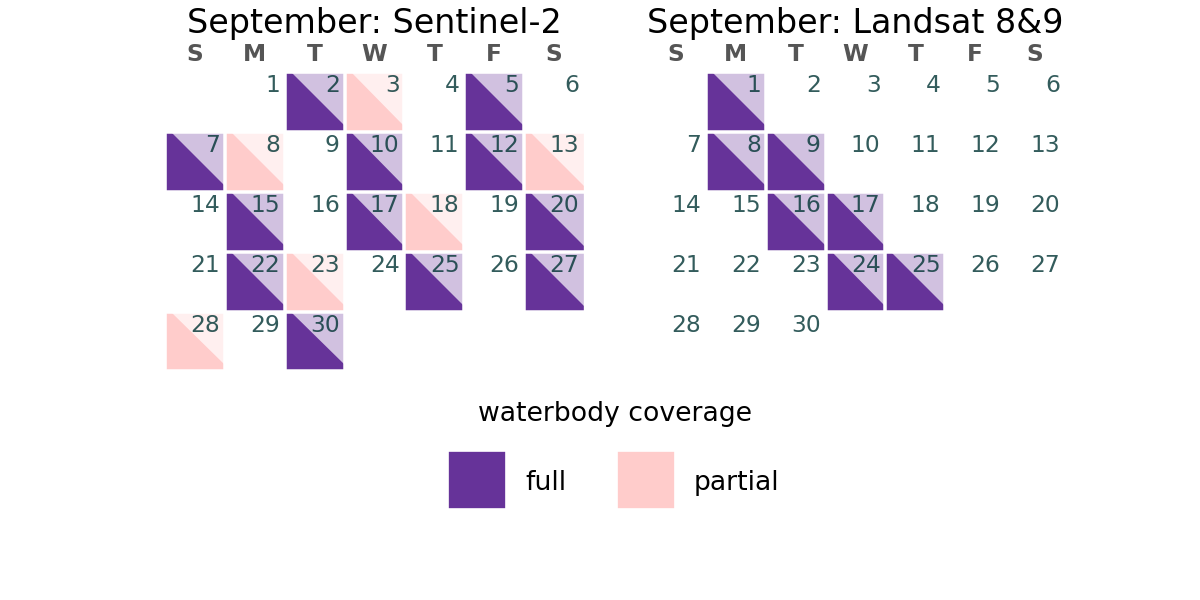 September: Sentinel-2
S M T W T F S
1 2 3 4 5 6
7 8 9 10 11 12 13
14 15 16 17 18 19 20
21 22 23 24 25 26 27
28 29 30
September: Landsat 8&9
S M T W T F S
1 2 3 4 5 6
7 8 9 10 11 12 13
14 15 16 17 18 19 20
21 22 23 24 25 26 27
28 29 30
waterbody coverage
full partial